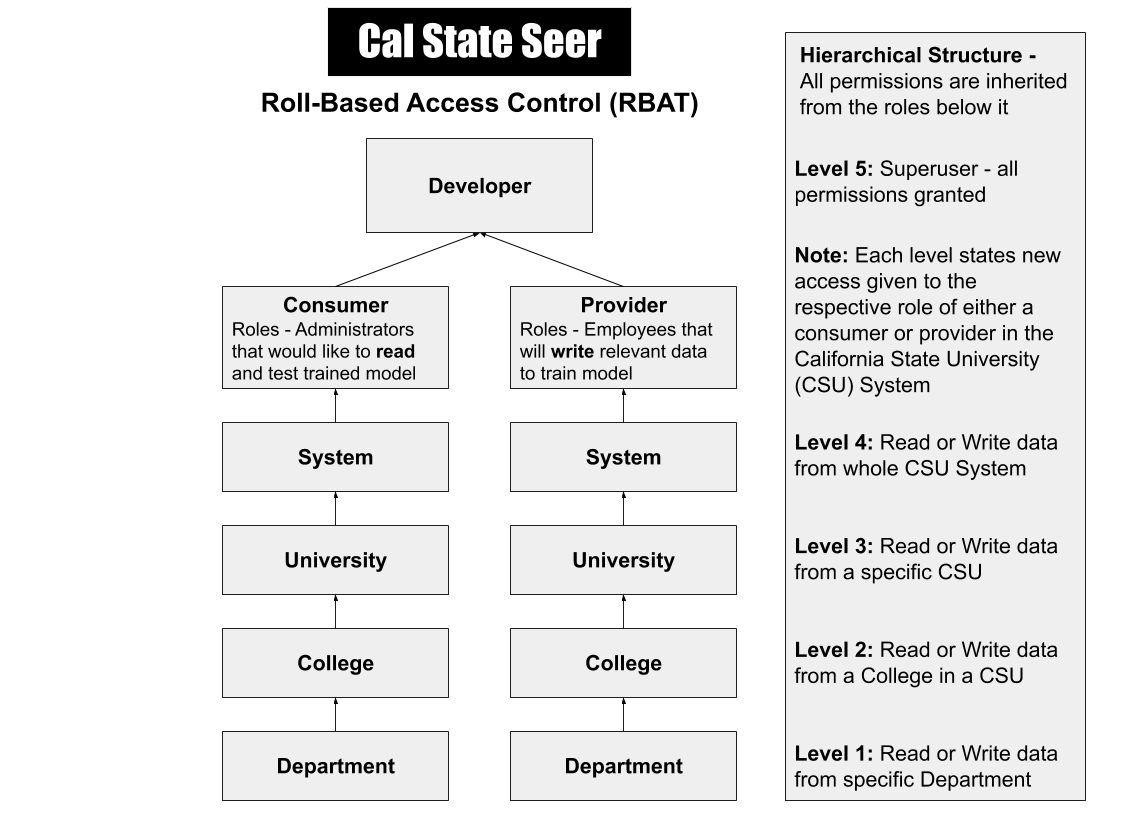 Cal State Seer
Roll-Based Access Control (RBAT)
Developer
Consumer
Roles - Administrators
that would like to read
and test trained model
Provider
Roles - Employees that
will write relevant data
to train model
System
System
University
University
College
College
Department
Department
Hierarchical Structure -
All permissions are inherited
from the roles below it
Level 5: Superuser - all
permissions granted
Note: Each level states new
access given to the
respective role of either a
consumer or provider in the
California State University
(CSU) System
Level 4: Read or Write data
from whole CSU System
Level 3: Read or Write data
from a specific CSU
Level 2: Read or Write data
from a College in a CSU
Level 1: Read or Write data
from specific Department